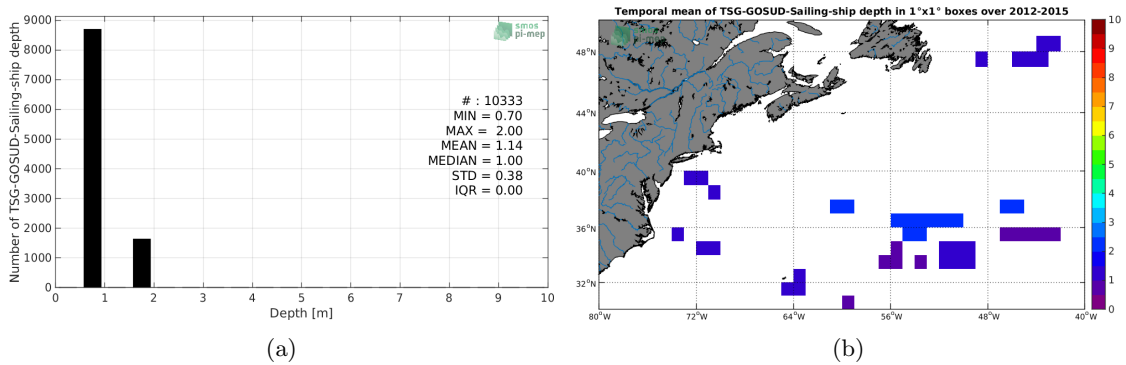 Number of TSG-GOSUD-Sailing-ship depth
9000
8000
7000
6000
5000
4000
3000
2000
1000
0
smos
pi-mep
# : 10333
MIN = 0.70
MAX = 2.00
MEAN = 1.14
MEDIAN = 1.00
STD = 0.38
IQR = 0.00
0 1 2 3 4 5 6 7 8 9 10
Depth [m]
(a)
Temporal mean of TSG-GOSUD-Sailing-ship depth in 1°x1° boxes over 2012-2015
smos
pi-mep
48°N
44°N
40°N
36°N
32°N
80°W 72°W 64°W 56°W 48°W 40°W
10
9
8
7
6
5
4
3
2
1
0
(b)